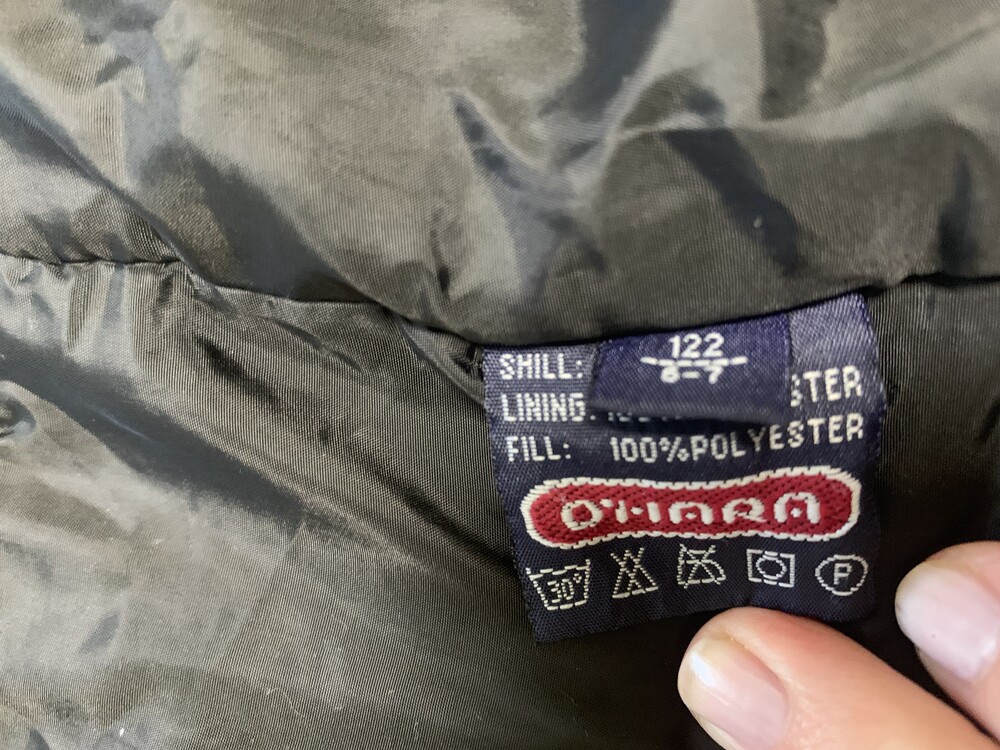 122
6-7
SHILL:
LINING:
FILL: 100%POLYESTER
O'HARA
30°
P